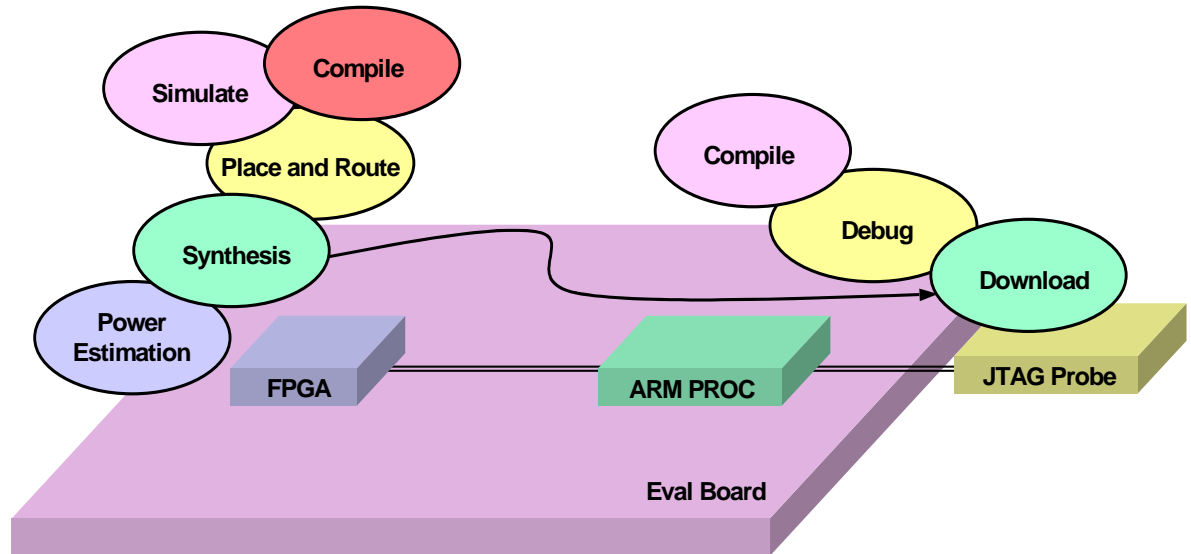 Compile
Simulate
Place and Route
Synthesis
Power
Estimation
Compile
Debug
Download
FPGA
ARM PROC
JTAG Probe
Eval Board